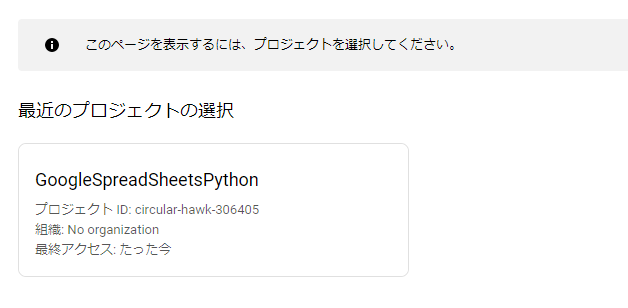 このページを表示するには、プロジェクトを選択してください。
最近のプロジェクトの選択
GoogleSpreadSheetsPython
プロジェクト ID: circular-hawk-306405
組織: No organization
最終アクセス: たった今